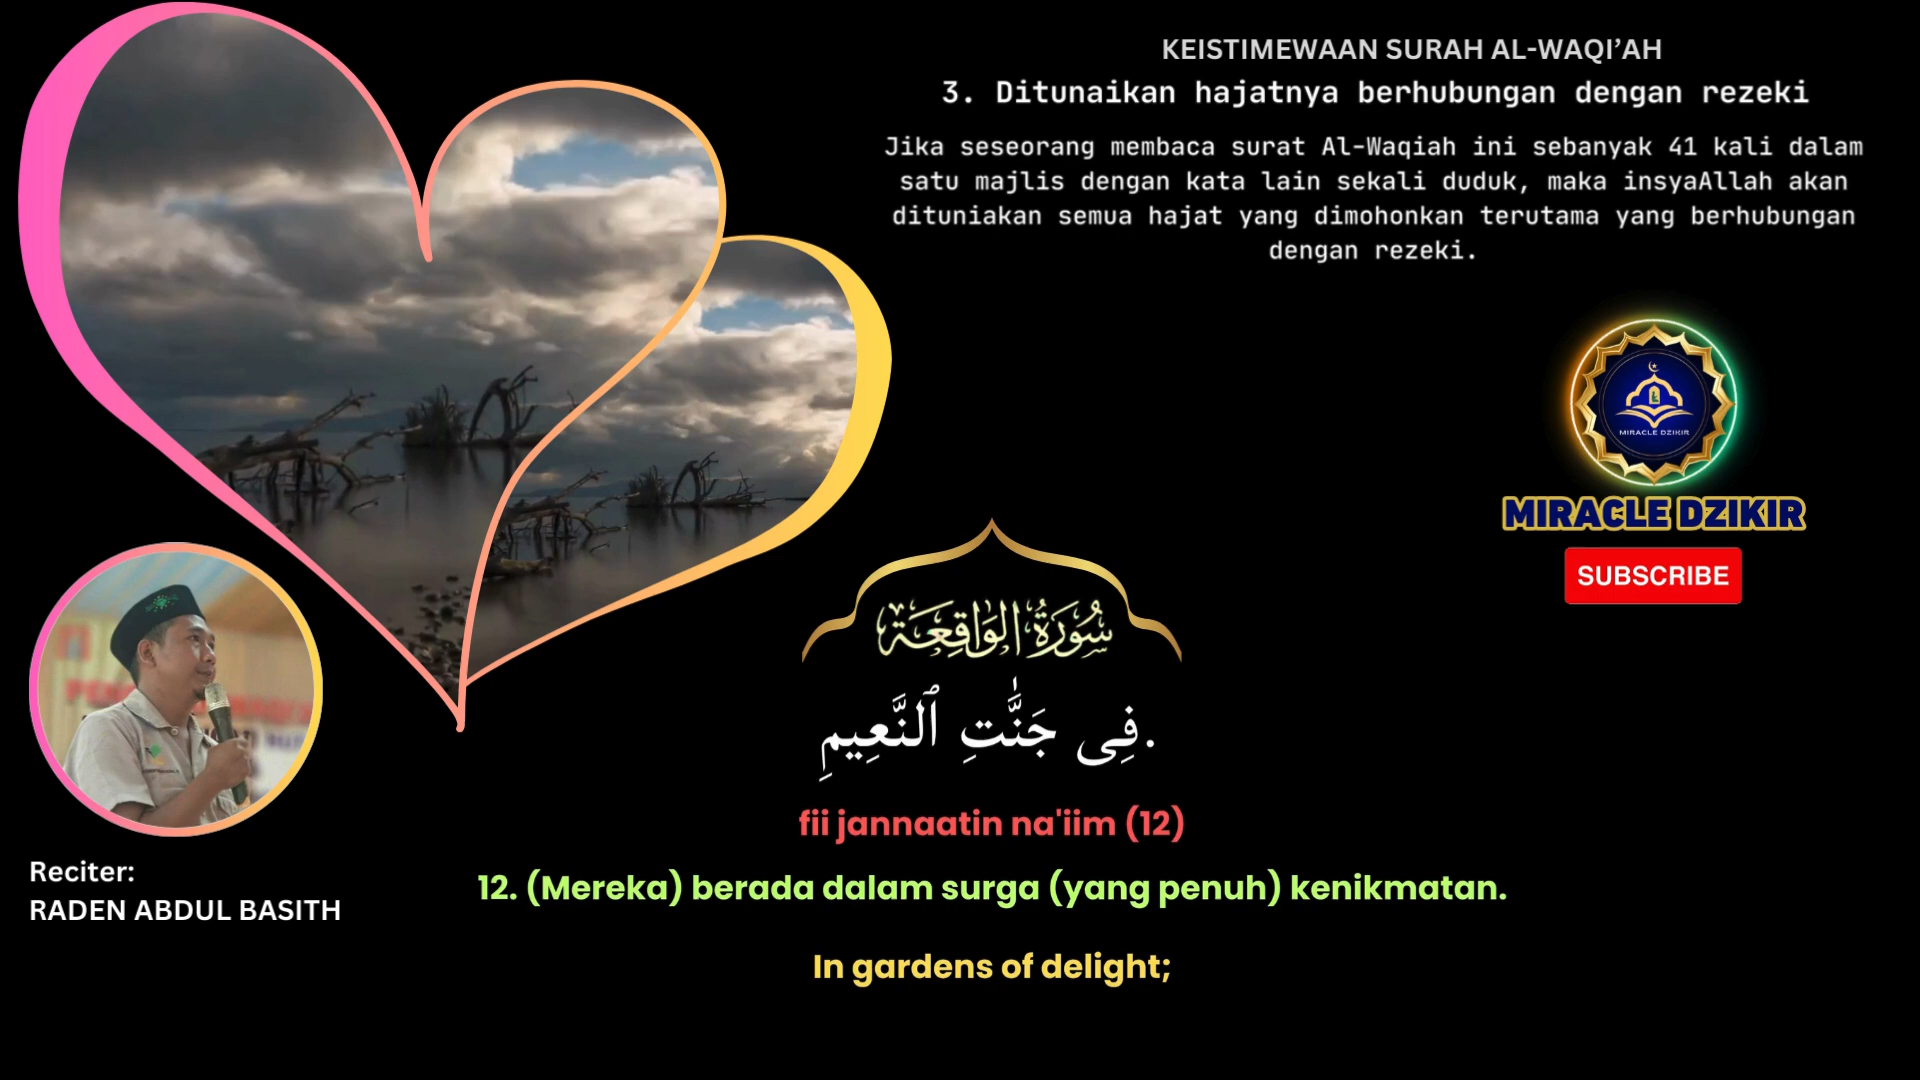 KEISTIMEWAAN SURAH AL-WAQI’AH
3. Ditunaikan hajatnya berhubungan dengan rezeki
Jika seseorang membaca surat Al-Waqiah ini sebanyak 41 kali dalam
satu majlis dengan kata lain sekali duduk, maka insyaAllah akan
dituniakan semua hajat yang dimohonkan terutama yang berhubungan
dengan rezeki.
MIRACLE DZIKIR
MIRACLE DZIKIR
SUBSCRIBE
سُورَةُ الوَاقِعَة
فِى جَنَّٰتِ ٱلنَّعِيمِ.
fii jannaatin na'iim (12)
12. (Mereka) berada dalam surga (yang penuh) kenikmatan.
In gardens of delight;
Reciter:
RADEN ABDUL BASITH